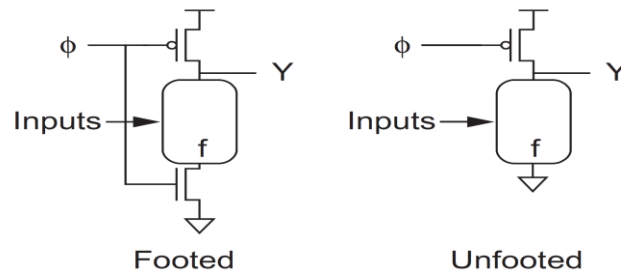 ϕ Y
Inputs
f
Footed
ϕ Y
Inputs
f
Unfooted